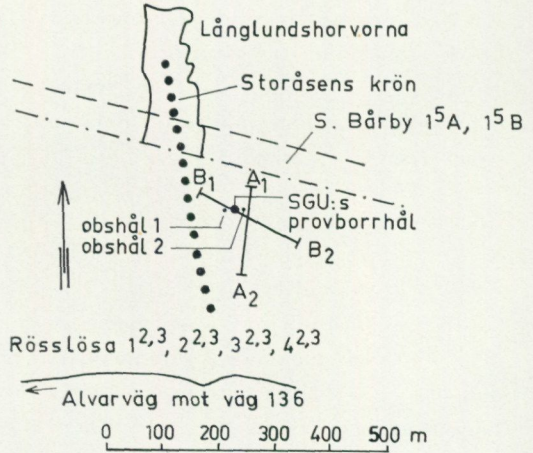 Långlundshorvorna
Storåsens krön
S. Bårby 1⁵A, 1⁵B
B₁
A₁
SGU:s
provborrhål
obshål 1
obshål 2
B₂
A₂
Rösslösa 1²,³, 2²,³, 3²,³, 4²,³
Alvarväg mot väg 136
0 100 200 300 400 500 m